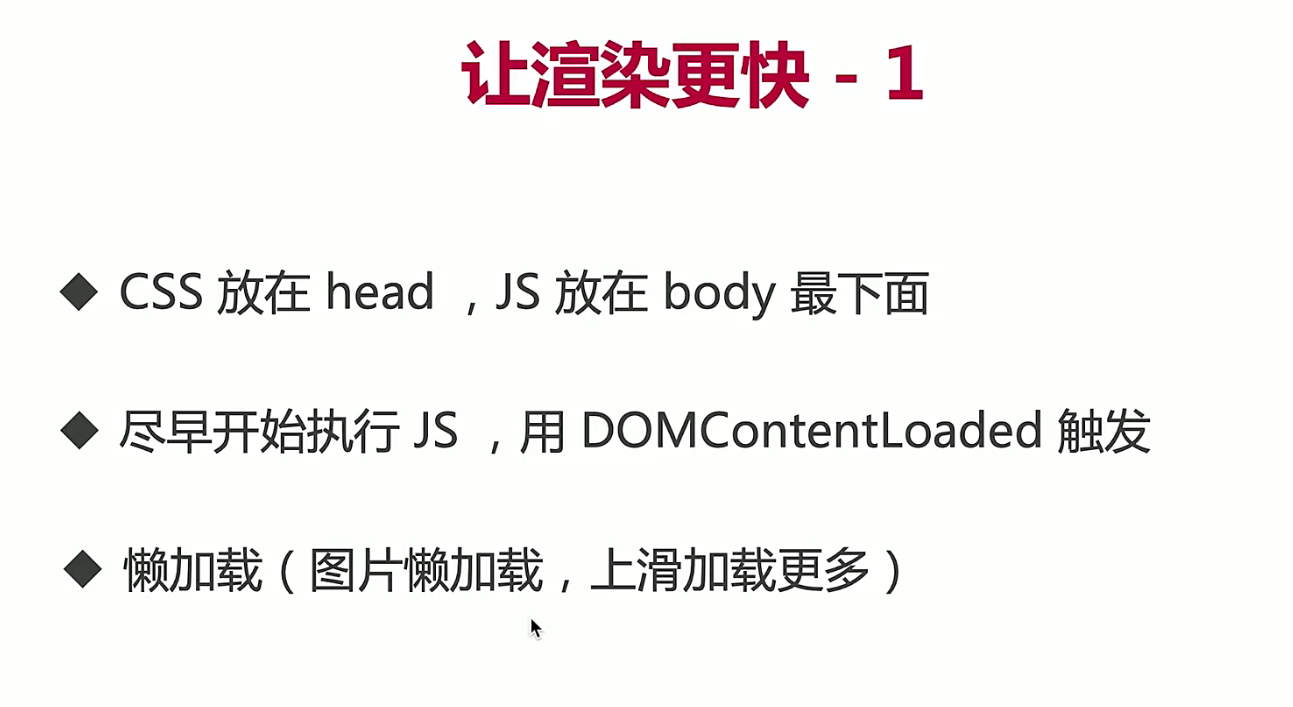 让渲染更快 - 1
◆ CSS 放在 head ，JS 放在 body 最下面
◆ 尽早开始执行 JS ，用 DOMContentLoaded 触发
◆ 懒加载（图片懒加载，上滑加载更多）